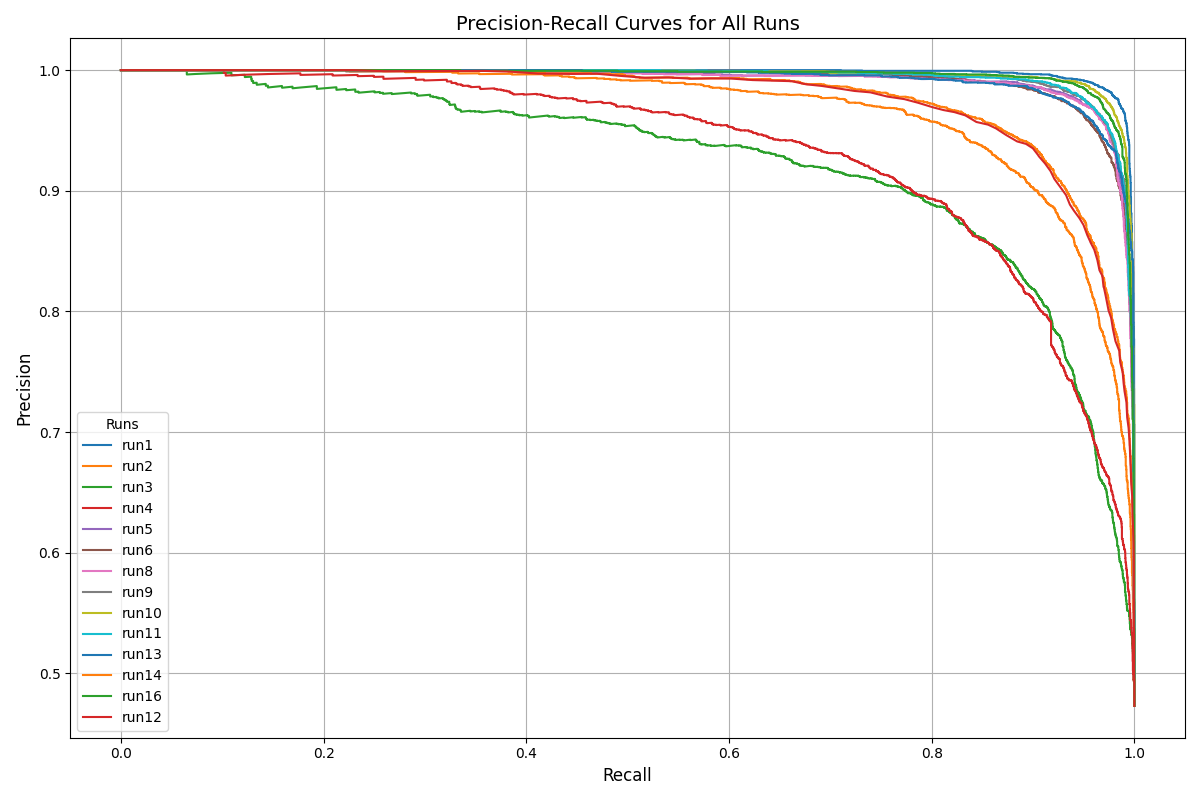 Precision-Recall Curves for All Runs
1.0
0.9
0.8
0.7
0.6
0.5
Precision
Runs
run1
run2
run3
run4
run5
run6
run8
run9
run10
run11
run13
run14
run16
run12
0.0
0.2
0.4
0.6
0.8
1.0
Recall